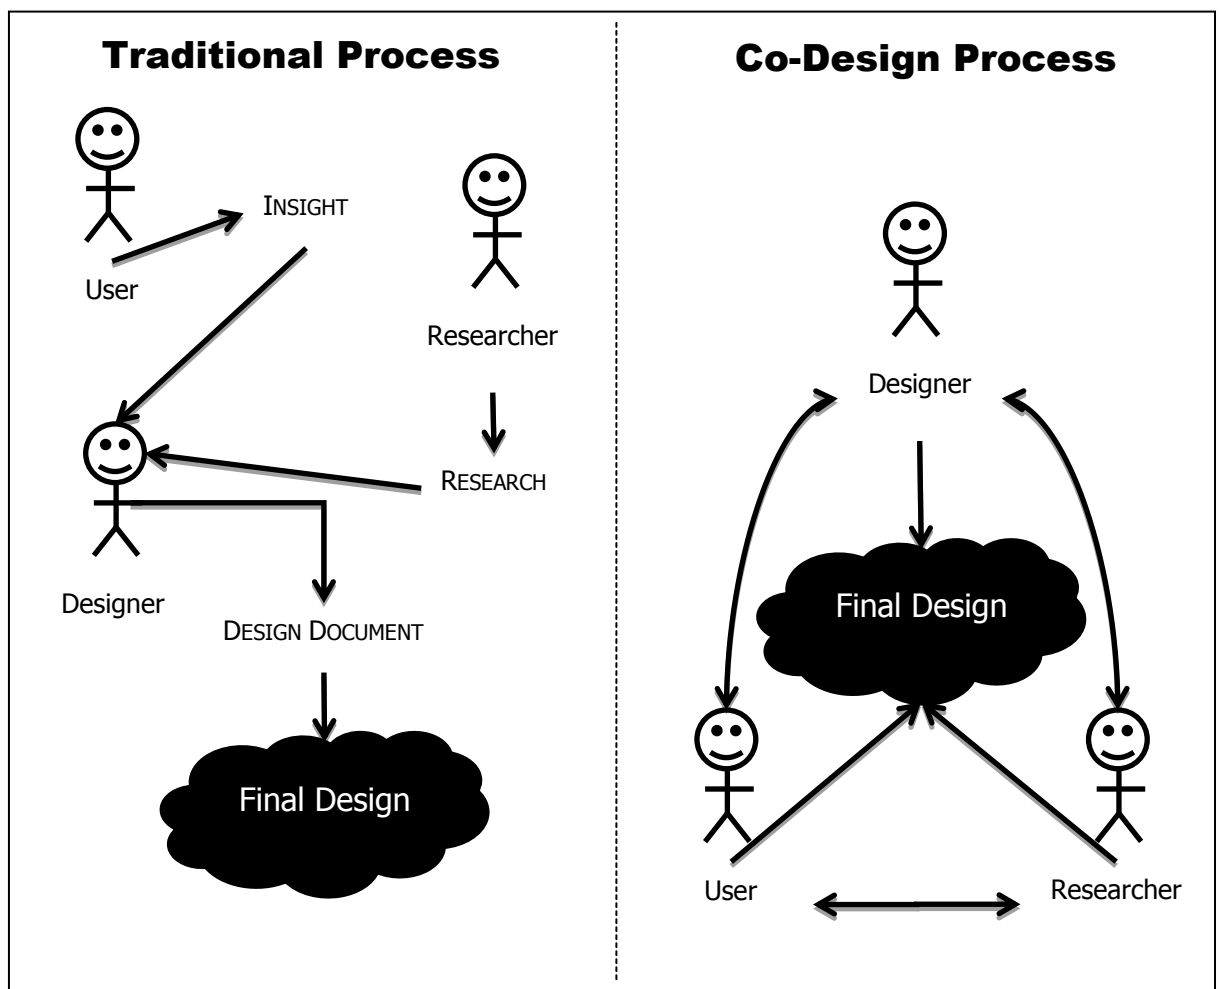 Traditional Process
INSIGHT
User
Researcher
RESEARCH
Designer
DESIGN DOCUMENT
Final Design
Co-Design Process
Designer
Final Design
User
Researcher